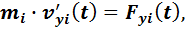 m_i · v′_{yi}(t) = F_{yi}(t),